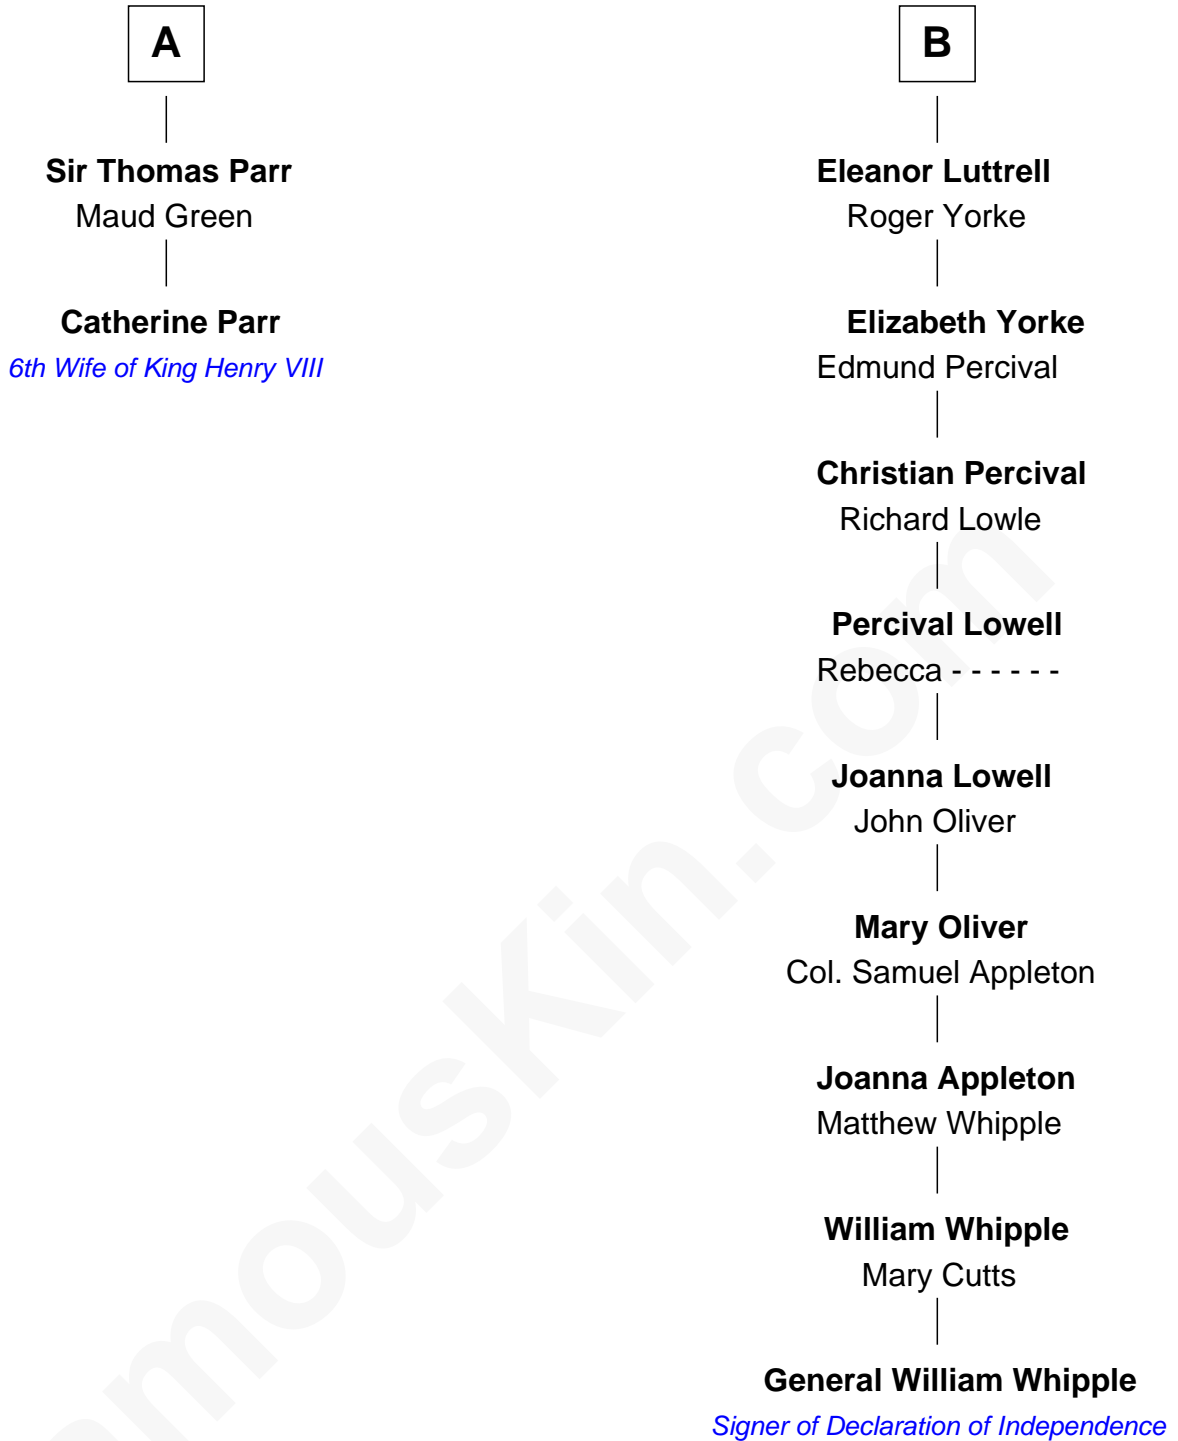 A
Sir Thomas Parr
Maud Green
Catherine Parr
6th Wife of King Henry VIII
B
Eleanor Luttrell
Roger Yorke
Elizabeth Yorke
Edmund Percival
Christian Percival
Richard Lowle
Percival Lowell
Rebecca - - - - - -
Joanna Lowell
John Oliver
Mary Oliver
Col. Samuel Appleton
Joanna Appleton
Matthew Whipple
William Whipple
Mary Cutts
General William Whipple
Signer of Declaration of Independence
amouskin.com